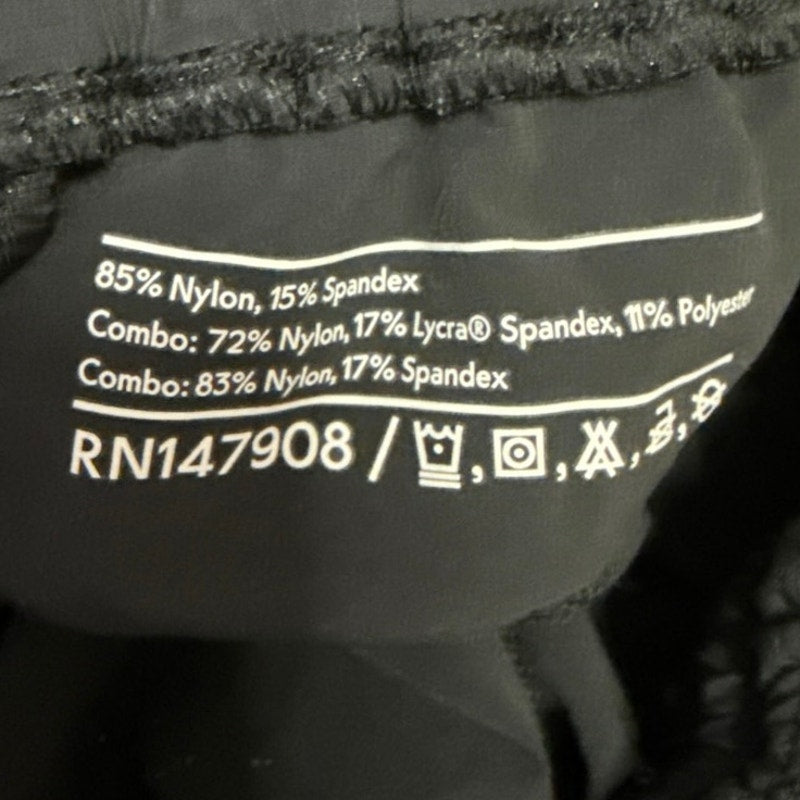 85% Nylon, 15% Spandex
Combo: 72% Nylon, 17% Lycra® Spandex, 11% Polyester
Combo: 83% Nylon, 17% Spandex
RN147908 / , , , ,